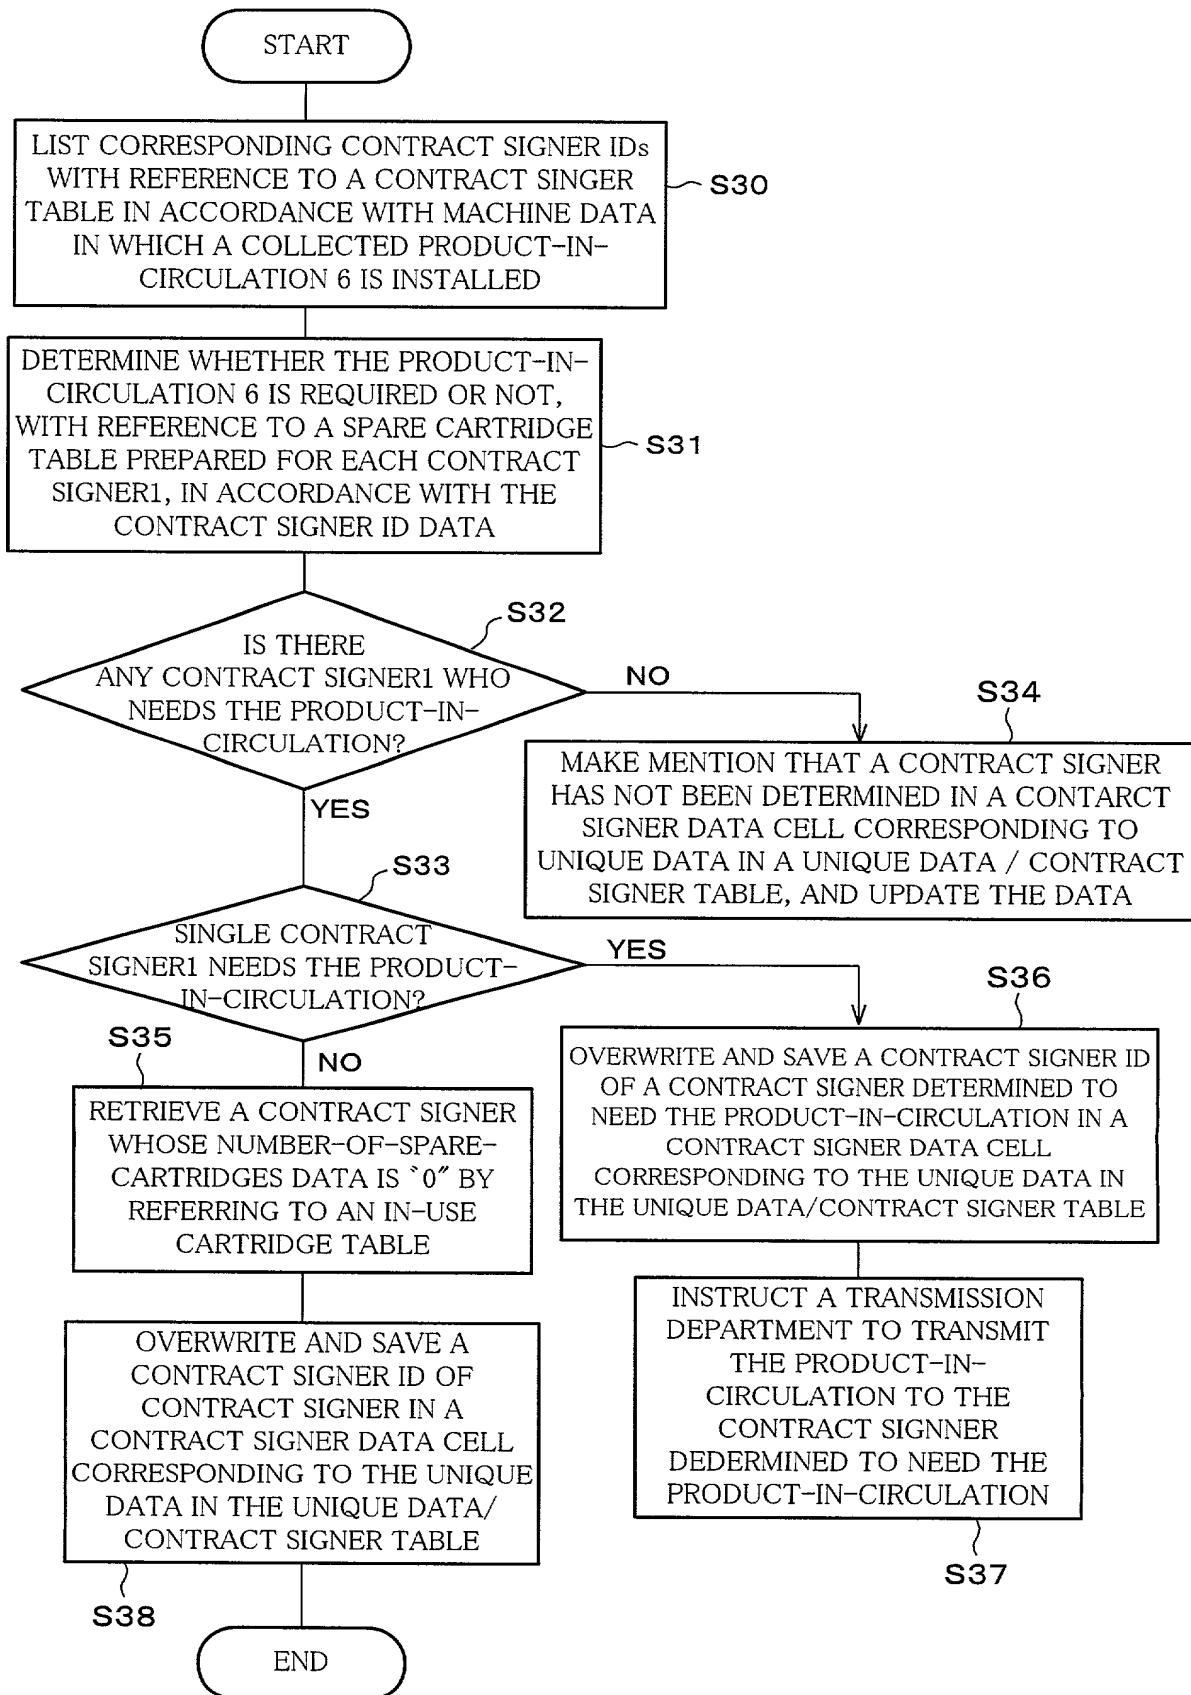 START
LIST CORRESPONDING CONTRACT SIGNER IDs
WITH REFERENCE TO A CONTRACT SINGER
TABLE IN ACCORDANCE WITH MACHINE DATA
IN WHICH A COLLECTED PRODUCT-IN-
CIRCULATION 6 IS INSTALLED
S30
DETERMINE WHETHER THE PRODUCT-IN-
CIRCULATION 6 IS REQUIRED OR NOT,
WITH REFERENCE TO A SPARE CARTRIDGE
TABLE PREPARED FOR EACH CONTRACT
SIGNER1, IN ACCORDANCE WITH THE
CONTRACT SIGNER ID DATA
S31
S32
IS THERE
ANY CONTRACT SIGNER1 WHO
NEEDS THE PRODUCT-IN-
CIRCULATION?
NO
YES
S34
MAKE MENTION THAT A CONTRACT SIGNER
HAS NOT BEEN DETERMINED IN A CONTARCT
SIGNER DATA CELL CORRESPONDING TO
UNIQUE DATA IN A UNIQUE DATA / CONTRACT
SIGNER TABLE, AND UPDATE THE DATA
S33
SINGLE CONTRACT
SIGNER1 NEEDS THE PRODUCT-
IN-CIRCULATION?
YES
NO
S36
OVERWRITE AND SAVE A CONTRACT SIGNER ID
OF A CONTRACT SIGNER DETERMINED TO
NEED THE PRODUCT-IN-CIRCULATION IN A
CONTRACT SIGNER DATA CELL
CORRESPONDING TO THE UNIQUE DATA IN
THE UNIQUE DATA/CONTRACT SIGNER TABLE
S35
RETRIEVE A CONTRACT SIGNER
WHOSE NUMBER-OF-SPARE-
CARTRIDGES DATA IS ‵0″ BY
REFERRING TO AN IN-USE
CARTRIDGE TABLE
INSTRUCT A TRANSMISSION
DEPARTMENT TO TRANSMIT
THE PRODUCT-IN-
CIRCULATION TO THE
CONTRACT SIGNNER
DEDERMINED TO NEED THE
PRODUCT-IN-CIRCULATION
S37
OVERWRITE AND SAVE A
CONTRACT SIGNER ID OF
CONTRACT SIGNER IN A
CONTRACT SIGNER DATA CELL
CORRESPONDING TO THE UNIQUE
DATA IN THE UNIQUE DATA/
CONTRACT SIGNER TABLE
S38
END